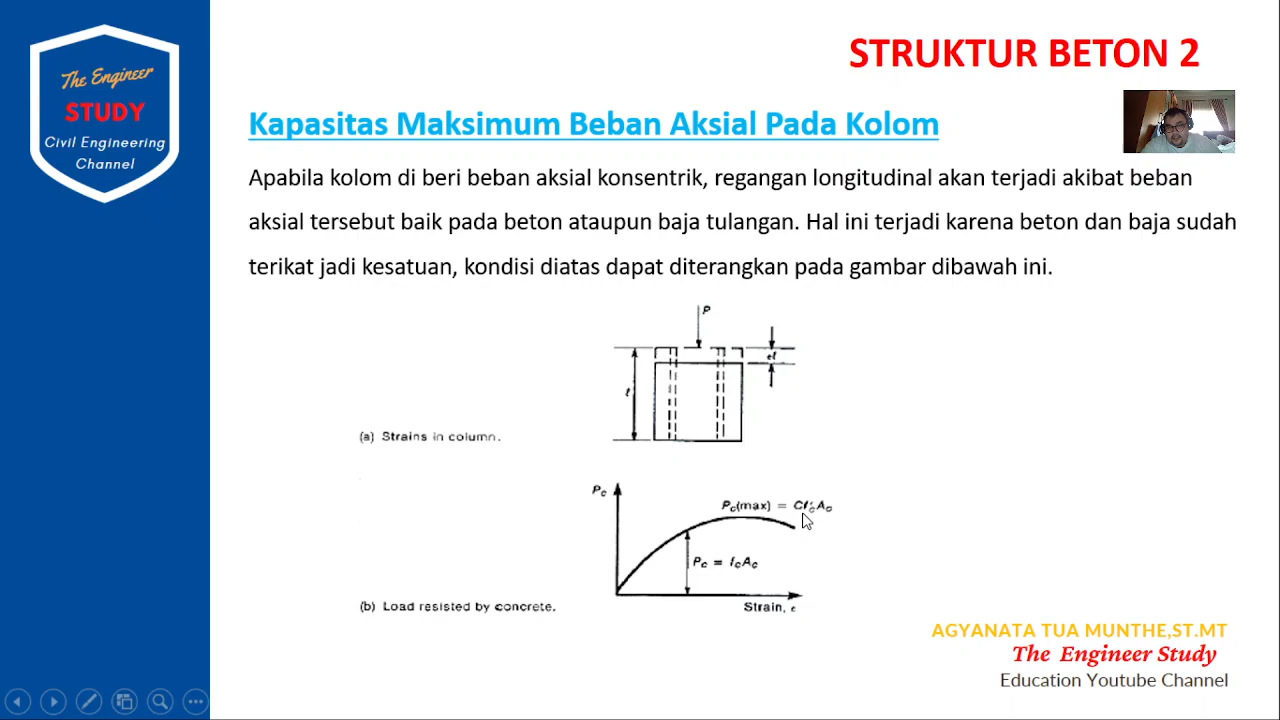 The Engineer
STUDY
Civil Engineering
Channel
STRUKTUR BETON 2
Kapasitas Maksimum Beban Aksial Pada Kolom
Apabila kolom di beri beban aksial konsentrik, regangan longitudinal akan terjadi akibat beban
aksial tersebut baik pada beton ataupun baja tulangan. Hal ini terjadi karena beton dan baja sudah
terikat jadi kesatuan, kondisi diatas dapat diterangkan pada gambar dibawah ini.
P
εl
l
(a) Strains in column.
Pc
Pc(max) = Cf'cAc
Pc = fcAc
(b) Load resisted by concrete.
Strain, ε
AGYANATA TUA MUNTHE,ST.MT
The Engineer Study
Education Youtube Channel